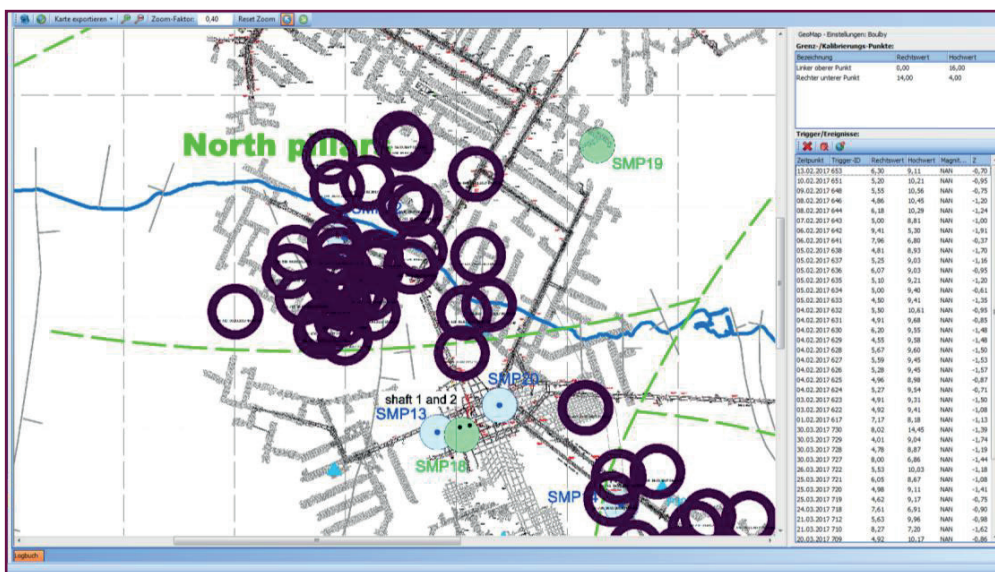 Karte exportieren Zoom-Faktor: 0,40 Reset Zoom
North pillar
SMP19
SMP20
shaft 1 and 2
SMP13
SMP18
SMP14
GeoMap - Einstellungen: Boulby
Grenz-/Kalibrierungs-Punkte:
Bezeichnung Rechtswert Hochwert
Linker oberer Punkt 0,00 16,00
Rechter unterer Punkt 14,00 4,00
Trigger/Ereignisse:
Zeitpunkt Trigger-ID Rechtswert Hochwert Magnit... Z
13.02.2017 653 6,30 9,11 NAN -0,70
10.02.2017 651 5,20 10,21 NAN -0,95
09.02.2017 648 5,55 10,56 NAN -0,75
08.02.2017 646 4,86 10,45 NAN -1,20
08.02.2017 644 6,18 10,29 NAN -1,24
07.02.2017 643 5,00 8,81 NAN -1,00
06.02.2017 642 9,41 5,30 NAN -1,91
06.02.2017 641 7,96 6,80 NAN -0,37
05.02.2017 638 4,81 8,93 NAN -1,70
05.02.2017 637 5,25 9,03 NAN -1,16
05.02.2017 636 6,07 9,03 NAN -0,95
05.02.2017 635 5,10 9,21 NAN -1,20
05.02.2017 634 5,00 9,40 NAN -0,61
05.02.2017 633 4,50 9,41 NAN -1,35
04.02.2017 632 5,50 10,61 NAN -0,95
04.02.2017 631 4,91 9,68 NAN -0,85
04.02.2017 630 6,20 9,55 NAN -1,48
04.02.2017 629 4,55 9,58 NAN -1,48
04.02.2017 628 5,67 9,60 NAN -1,50
04.02.2017 627 5,59 9,45 NAN -1,53
04.02.2017 626 5,28 9,45 NAN -1,57
04.02.2017 625 4,96 8,98 NAN -0,87
04.02.2017 624 5,27 9,54 NAN -0,71
03.02.2017 623 4,91 9,31 NAN -1,50
03.02.2017 622 4,92 9,41 NAN -1,08
01.02.2017 617 7,17 8,18 NAN -1,13
30.03.2017 730 8,02 14,45 NAN -1,39
30.03.2017 729 4,01 9,04 NAN -1,74
30.03.2017 728 4,78 8,87 NAN -1,19
30.03.2017 727 8,00 6,86 NAN -1,44
26.03.2017 722 5,53 10,03 NAN -1,18
25.03.2017 721 6,05 8,67 NAN -1,08
25.03.2017 720 4,98 9,11 NAN -1,41
25.03.2017 719 4,62 9,17 NAN -0,75
24.03.2017 718 7,61 6,91 NAN -0,90
21.03.2017 712 5,63 9,96 NAN -0,98
21.03.2017 710 8,27 7,20 NAN -1,62
20.03.2017 709 4,92 10,17 NAN -0,86
Logbuch